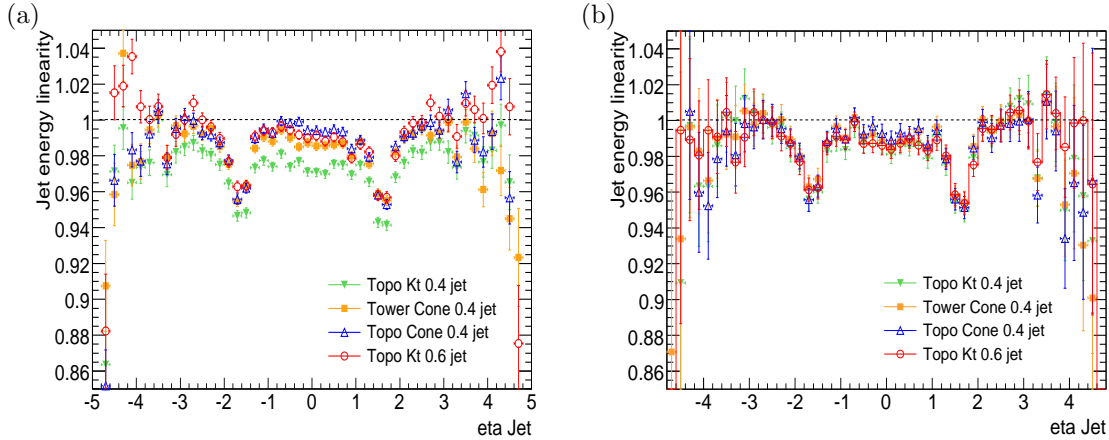 (a)
Jet energy linearity
1.04
1.02
1
0.98
0.96
0.94
0.92
0.9
0.88
0.86
Topo Kt 0.4 jet
Tower Cone 0.4 jet
Topo Cone 0.4 jet
Topo Kt 0.6 jet
-5 -4 -3 -2 -1 0 1 2 3 4 5
eta Jet
(b)
Jet energy linearity
1.04
1.02
1
0.98
0.96
0.94
0.92
0.9
0.88
0.86
Topo Kt 0.4 jet
Tower Cone 0.4 jet
Topo Cone 0.4 jet
Topo Kt 0.6 jet
-4 -3 -2 -1 0 1 2 3 4
eta Jet